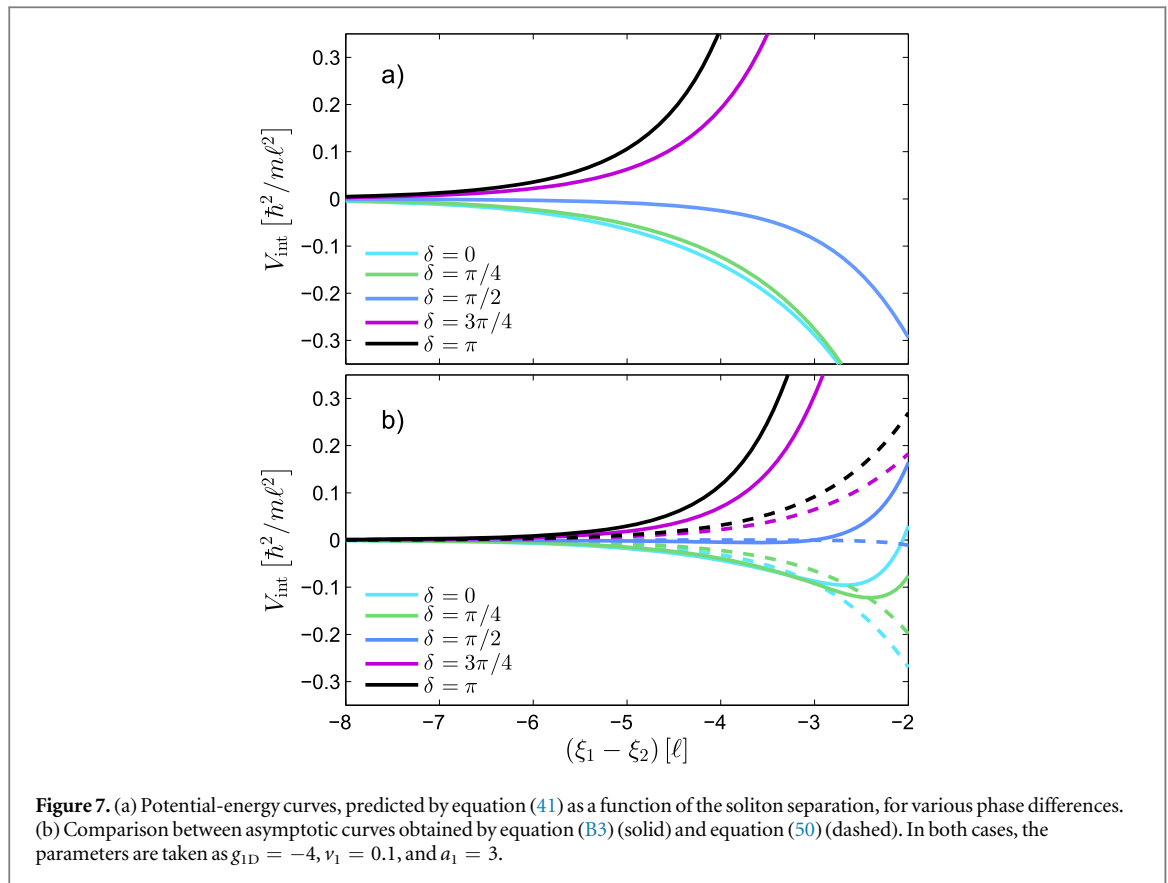 a)
0.3
0.2
0.1
0
−0.1
−0.2
−0.3
V_int [ℏ²/mℓ²]
δ = 0
δ = π/4
δ = π/2
δ = 3π/4
δ = π
b)
0.3
0.2
0.1
0
−0.1
−0.2
−0.3
V_int [ℏ²/mℓ²]
δ = 0
δ = π/4
δ = π/2
δ = 3π/4
δ = π
−8 −7 −6 −5 −4 −3 −2
(ξ₁ − ξ₂) [ℓ]
Figure 7. (a) Potential-energy curves, predicted by equation (41) as a function of the soliton separation, for various phase differences.
(b) Comparison between asymptotic curves obtained by equation (B3) (solid) and equation (50) (dashed). In both cases, the
parameters are taken as g₁D = −4, ν₁ = 0.1, and a₁ = 3.